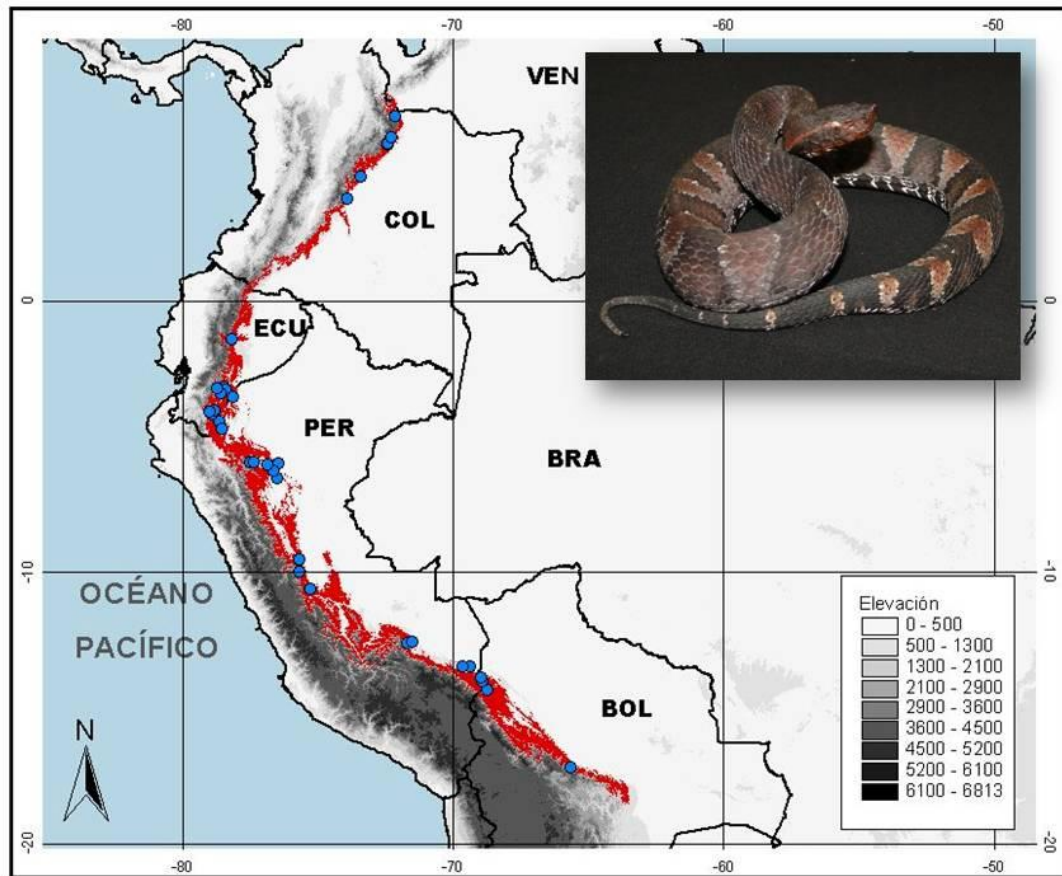 -80
-70
-60
-50
VEN
COL
0
0
ECU
PER
BRA
-10
-10
OCÉANO
PACÍFICO
BOL
N
Elevación
0 - 500
500 - 1300
1300 - 2100
2100 - 2900
2900 - 3600
3600 - 4500
4500 - 5200
5200 - 6100
6100 - 6813
-20
-20
-80
-70
-60
-50